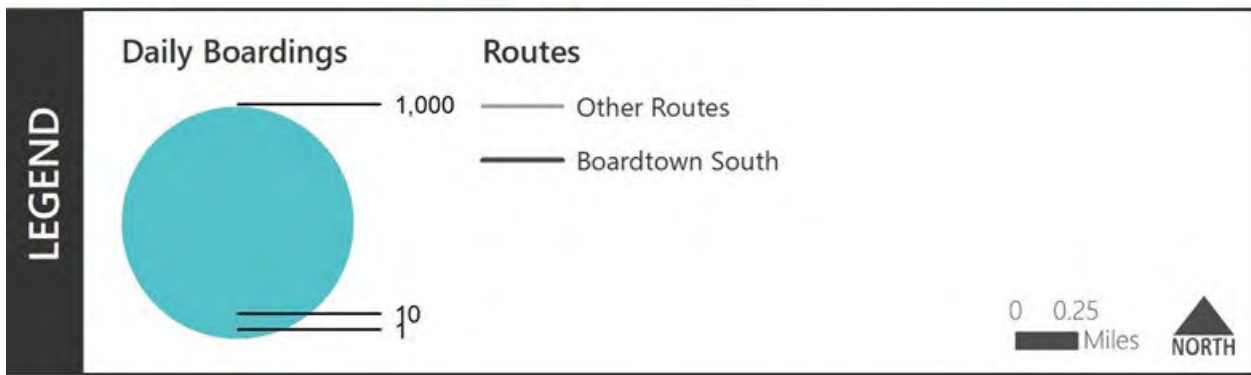 LEGEND
Daily Boardings
1,000
10
1
Routes
Other Routes
Boardtown South
0 0.25
Miles
NORTH